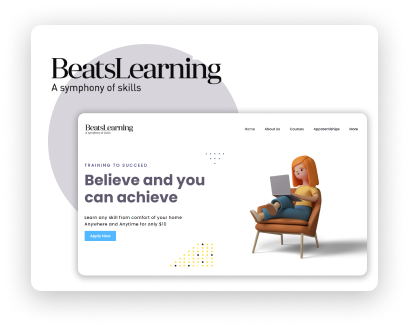 BeatsLearning
A symphony of skills
BeatsLearning
A symphony of skills
Home About Us Courses Apprenticeships More
TRAINING TO SUCCEED
Believe and you
can achieve
Learn any skill from comfort of your home
Anywhere and Anytime for only $10
Apply Now